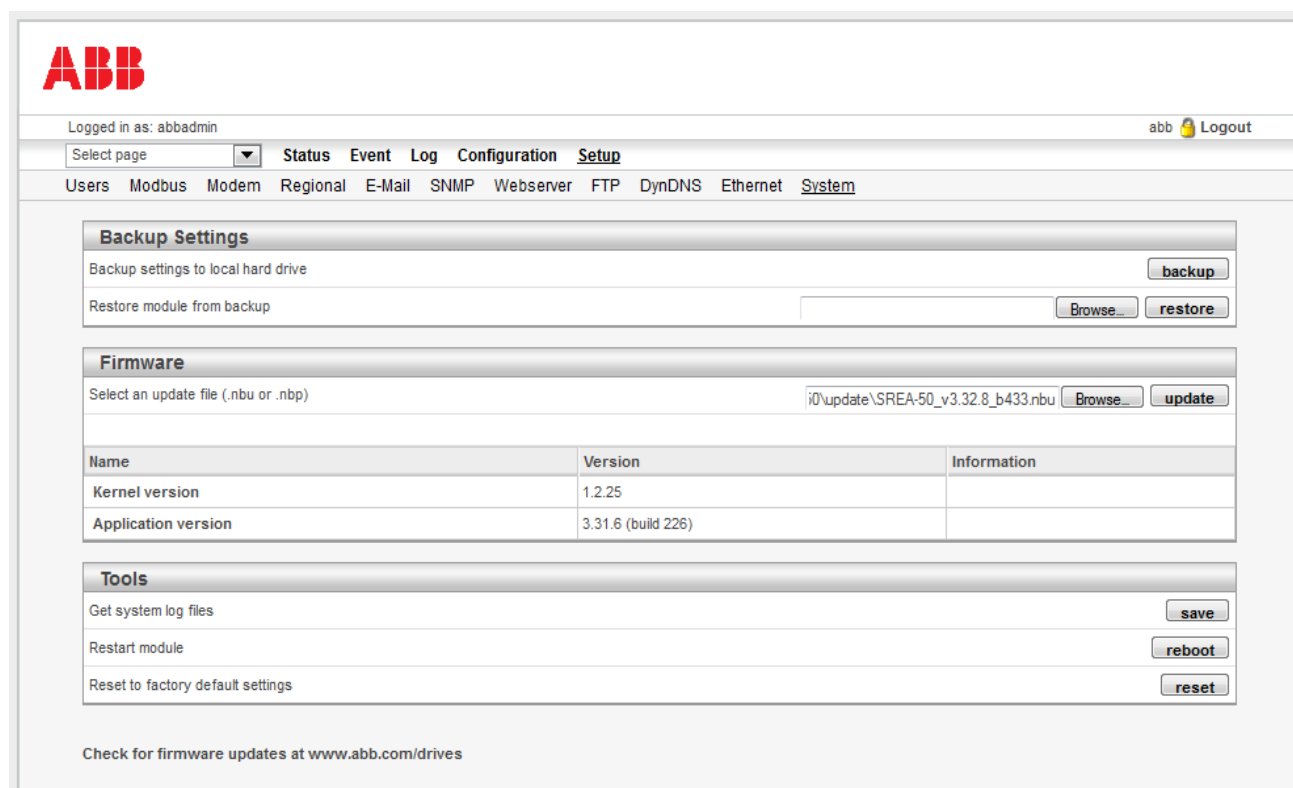 ABB
Logged in as: abbadmin abb Logout
Select page Status Event Log Configuration Setup
Users Modbus Modem Regional E-Mail SNMP Webserver FTP DynDNS Ethernet System
Backup Settings
Backup settings to local hard drive backup
Restore module from backup Browse... restore
Firmware
Select an update file (.nbu or .nbp) i0\update\SREA-50_v3.32.8_b433.nbu Browse... update
Name Version Information
Kernel version 1.2.25
Application version 3.31.6 (build 226)
Tools
Get system log files save
Restart module reboot
Reset to factory default settings reset
Check for firmware updates at www.abb.com/drives